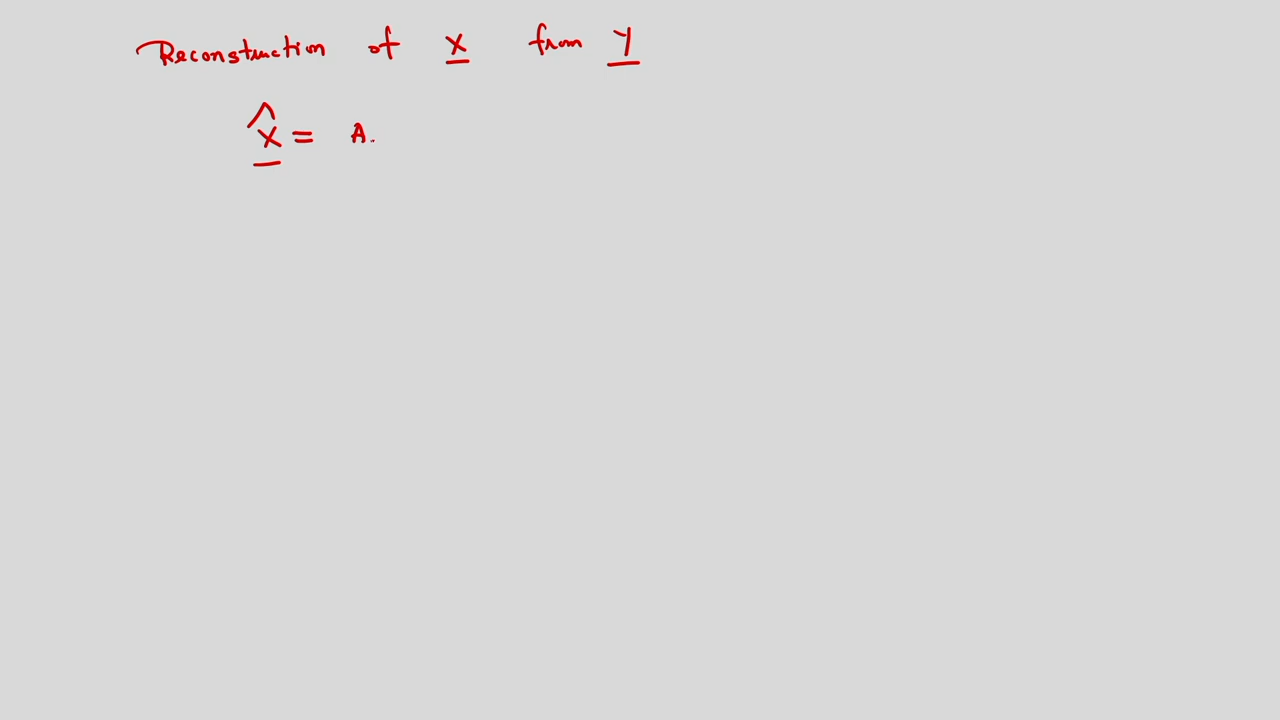 Reconstruction of x from y
x̂ = A.